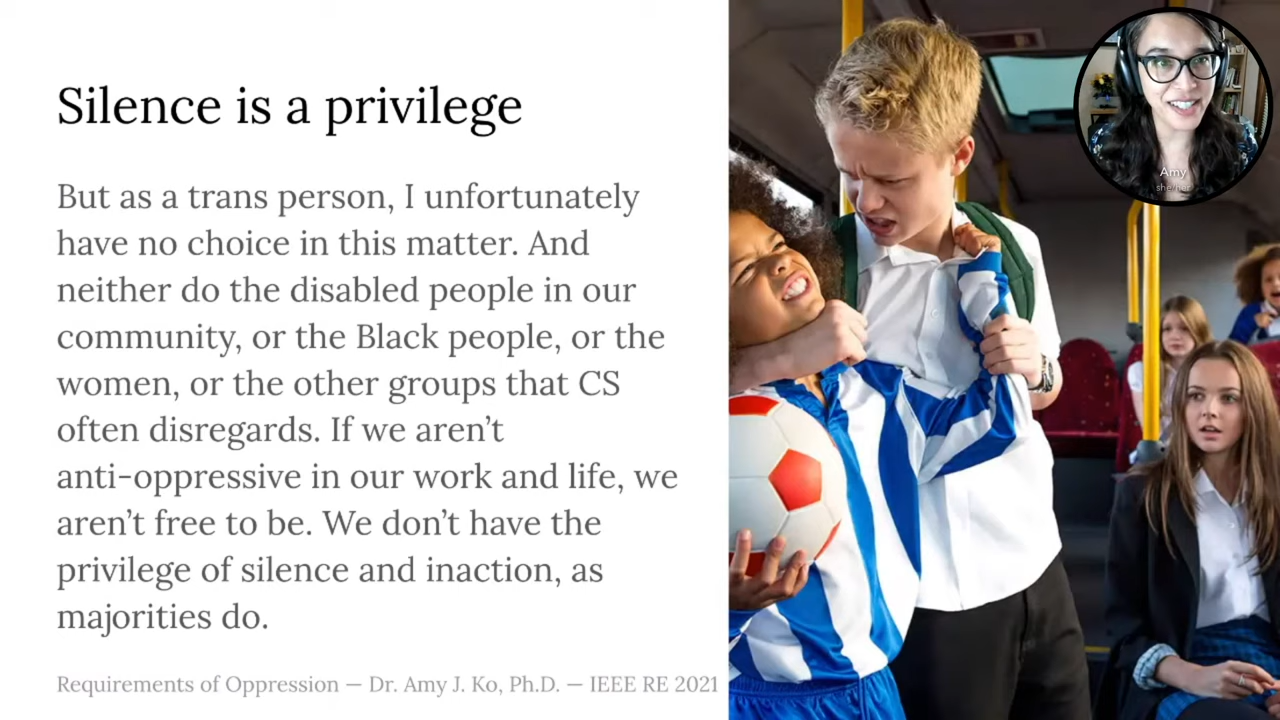 Silence is a privilege
But as a trans person, I unfortunately
have no choice in this matter. And
neither do the disabled people in our
community, or the Black people, or the
women, or the other groups that CS
often disregards. If we aren’t
anti-oppressive in our work and life, we
aren’t free to be. We don’t have the
privilege of silence and inaction, as
majorities do.
Requirements of Oppression — Dr. Amy J. Ko, Ph.D. — IEEE RE 2021
Amy
she/her